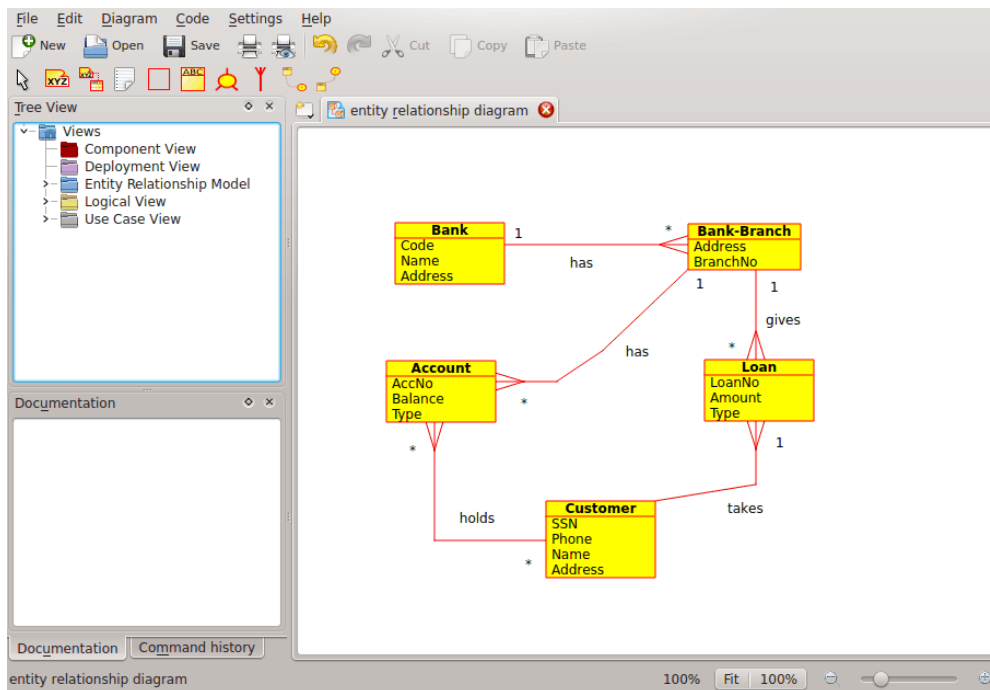 File Edit Diagram Code Settings Help
New Open Save Cut Copy Paste
XYZ XYZ ABC
Tree View
entity relationship diagram
Views
Component View
Deployment View
Entity Relationship Model
Logical View
Use Case View
Bank
Code
Name
Address
1
*
has
Bank-Branch
Address
BranchNo
1
1
gives
*
has
Account
AccNo
Balance
Type
*
*
Loan
LoanNo
Amount
Type
1
takes
holds
*
Customer
SSN
Phone
Name
Address
Documentation
Documentation Command history
entity relationship diagram
100% Fit 100%